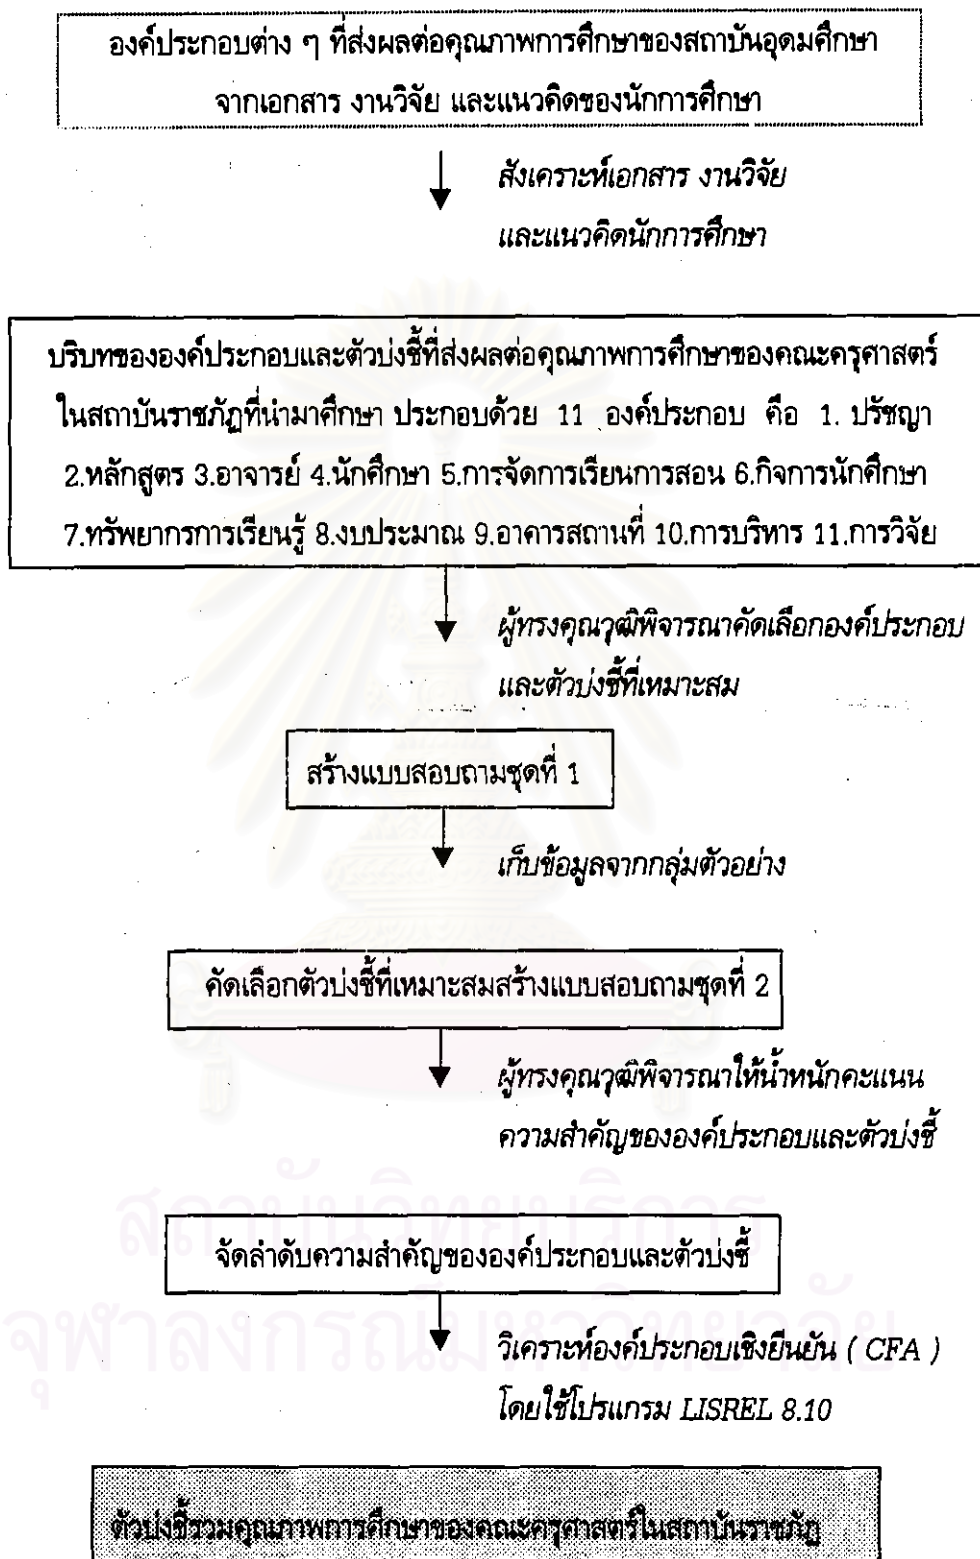 องค์ประกอบต่าง ๆ ที่ส่งผลต่อคุณภาพการศึกษาของสถาบันอุดมศึกษา
จากเอกสาร งานวิจัย และแนวคิดของนักการศึกษา
สังเคราะห์เอกสาร งานวิจัย
และแนวคิดนักการศึกษา
บริบทขององค์ประกอบและตัวบ่งชี้ที่ส่งผลต่อคุณภาพการศึกษาของคณะครุศาสตร์
ในสถาบันราชภัฏที่นำมาศึกษา ประกอบด้วย 11 องค์ประกอบ คือ 1. ปรัชญา
2.หลักสูตร 3.อาจารย์ 4.นักศึกษา 5.การจัดการเรียนการสอน 6.กิจการนักศึกษา
7.ทรัพยากรการเรียนรู้ 8.งบประมาณ 9.อาคารสถานที่ 10.การบริหาร 11.การวิจัย
ผู้ทรงคุณวุฒิพิจารณาคัดเลือกองค์ประกอบ
และตัวบ่งชี้ที่เหมาะสม
สร้างแบบสอบถามชุดที่ 1
เก็บข้อมูลจากกลุ่มตัวอย่าง
คัดเลือกตัวบ่งชี้ที่เหมาะสมสร้างแบบสอบถามชุดที่ 2
ผู้ทรงคุณวุฒิพิจารณาให้น้ำหนักคะแนน
ความสำคัญขององค์ประกอบและตัวบ่งชี้
สถาบันวิทยบริการ
จัดลำดับความสำคัญขององค์ประกอบและตัวบ่งชี้
จุฬาลงกรณ์มหาวิทยาลัย
วิเคราะห์องค์ประกอบเชิงยืนยัน ( CFA )
โดยใช้โปรแกรม LISREL 8.10
ตัวบ่งชี้รวมคุณภาพการศึกษาของคณะครุศาสตร์ในสถาบันราชภัฏ